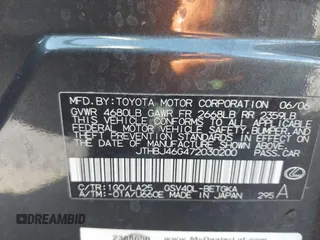 MFD.BY:TOYOTA MOTOR CORPORATION 06/06
GVWR 4680LB GAWR FR 2668LB RR 2359LB
THIS VEHICLE CONFORMS TO ALL APPLICABLE
FEDERAL MOTOR VEHICLE SAFETY, BUMPER, AND
THEFT PREVENTION STANDARDS IN EFFECT ON
THE DATE OF MANUFACTURE SHOWN ABOVE.
JTHBJ46G472030200 PASS.CAR
C/TR:1G0/LA25 GSV40L-BETGKA
A/TM:-01A/U660E MADE IN JAPAN 295 A